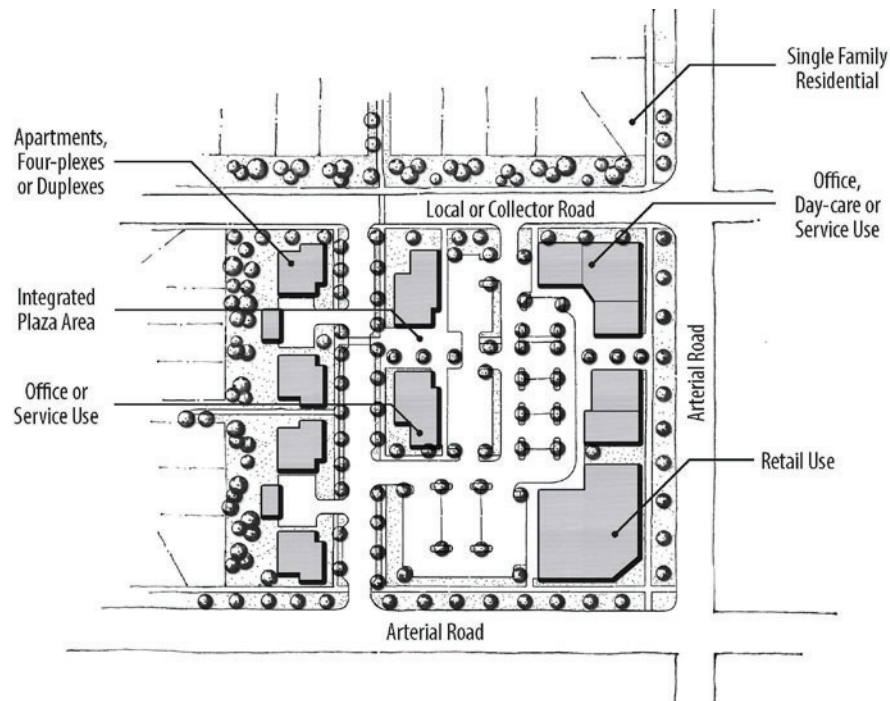 Single Family
Residential
Apartments,
Four-plexes
or Duplexes
Office,
Day-care or
Service Use
Local or Collector Road
Integrated
Plaza Area
Arterial Road
Office or
Service Use
Retail Use
Arterial Road